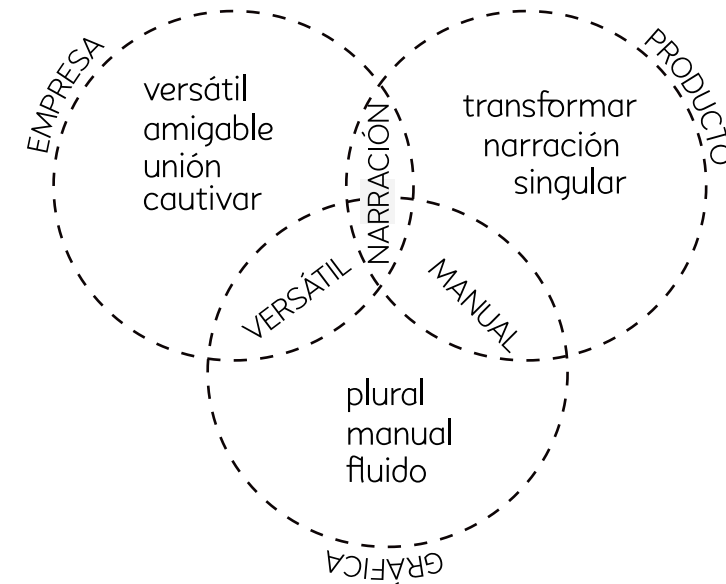 EMPRESA
versátil
amigable
unión
cautivar
PRODUCTO
transformar
narración
singular
NARRACIÓN
VERSÁTIL
MANUAL
plural
manual
fluido
GRÁFICA